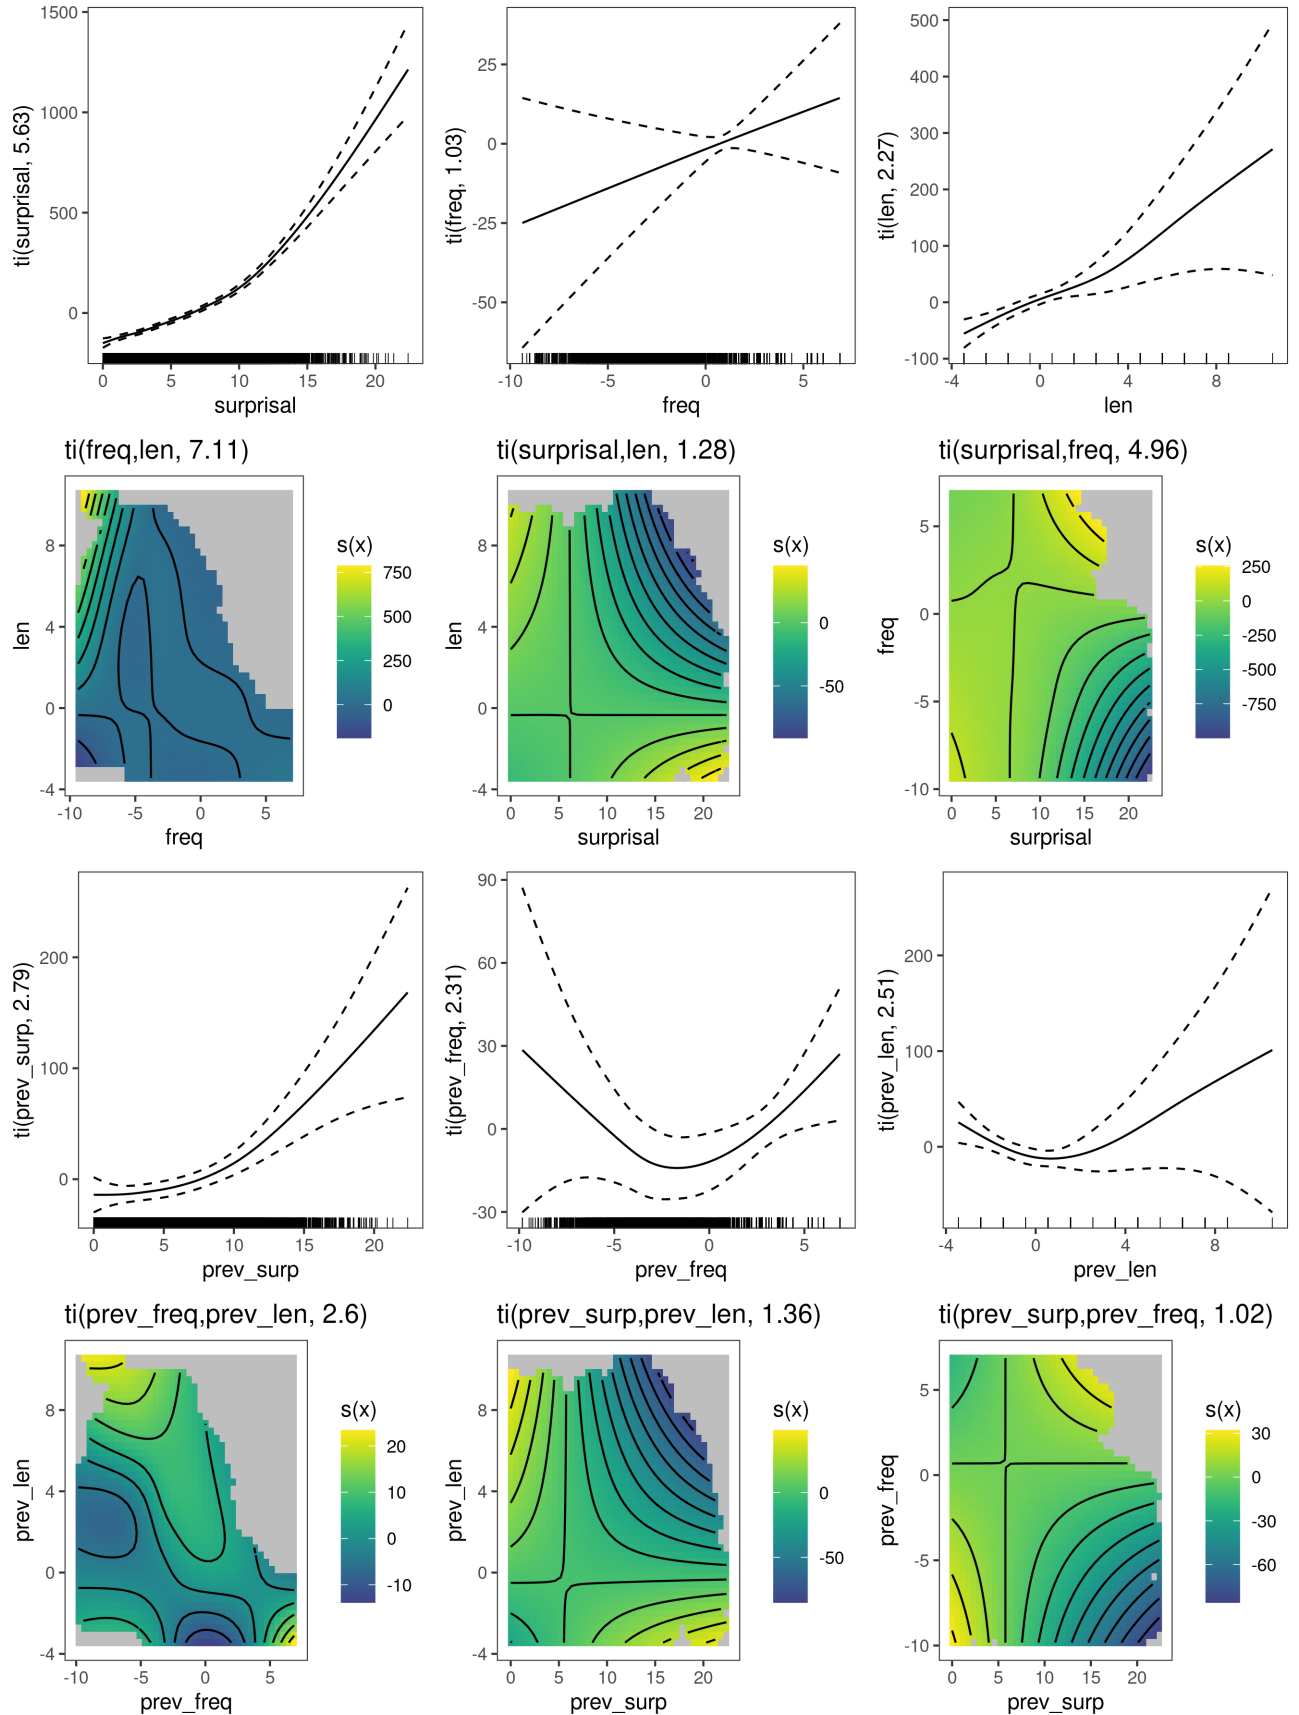 1500
1000
500
0
ti(surprisal, 5.63)
0 5 10 15 20
surprisal
25
0
-25
-50
ti(freq, 1.03)
-10 -5 0 5
freq
500
400
300
200
100
0
-100
ti(len, 2.27)
-4 0 4 8
len
ti(freq,len, 7.11)
8
4
0
-4
len
-10 -5 0 5
freq
s(x)
750
500
250
0
ti(surprisal,len, 1.28)
8
4
0
-4
len
0 5 10 15 20
surprisal
s(x)
0
-50
ti(surprisal,freq, 4.96)
5
0
-5
-10
freq
0 5 10 15 20
surprisal
s(x)
250
0
-250
-500
-750
200
100
0
ti(prev_surp, 2.79)
0 5 10 15 20
prev_surp
90
60
30
0
-30
ti(prev_freq, 2.31)
-10 -5 0 5
prev_freq
200
100
0
ti(prev_len, 2.51)
-4 0 4 8
prev_len
ti(prev_freq,prev_len, 2.6)
8
4
0
-4
prev_len
-10 -5 0 5
prev_freq
s(x)
20
10
0
-10
ti(prev_surp,prev_len, 1.36)
8
4
0
-4
prev_len
0 5 10 15 20
prev_surp
s(x)
0
-50
ti(prev_surp,prev_freq, 1.02)
5
0
-5
-10
prev_freq
0 5 10 15 20
prev_surp
s(x)
30
0
-30
-60